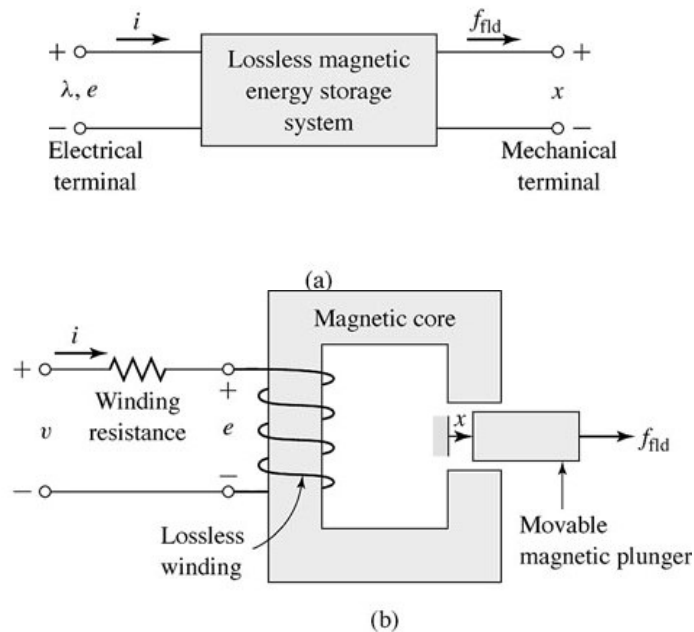 i
f_fld
+
+
Lossless magnetic
energy storage
system
λ, e
x
−
−
Electrical
terminal
Mechanical
terminal
(a)
Magnetic core
i
+
+
Winding
resistance
v
e
x
f_fld
−
−
Lossless
winding
Movable
magnetic plunger
(b)